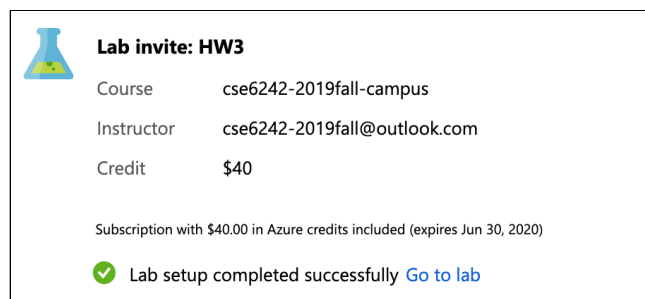 Lab invite: HW3
Course cse6242-2019fall-campus
Instructor cse6242-2019fall@outlook.com
Credit $40
Subscription with $40.00 in Azure credits included (expires Jun 30, 2020)
Lab setup completed successfully Go to lab